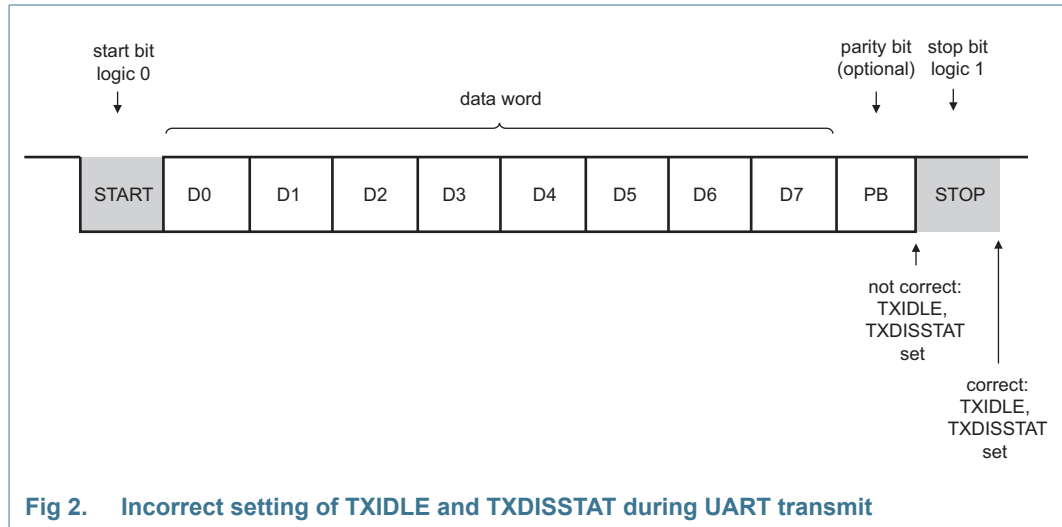 start bit
logic 0
parity bit
(optional)
stop bit
logic 1
data word
START D0 D1 D2 D3 D4 D5 D6 D7 PB STOP
not correct:
TXIDLE,
TXDISSTAT
set
correct:
TXIDLE,
TXDISSTAT
set
Fig 2. Incorrect setting of TXIDLE and TXDISSTAT during UART transmit